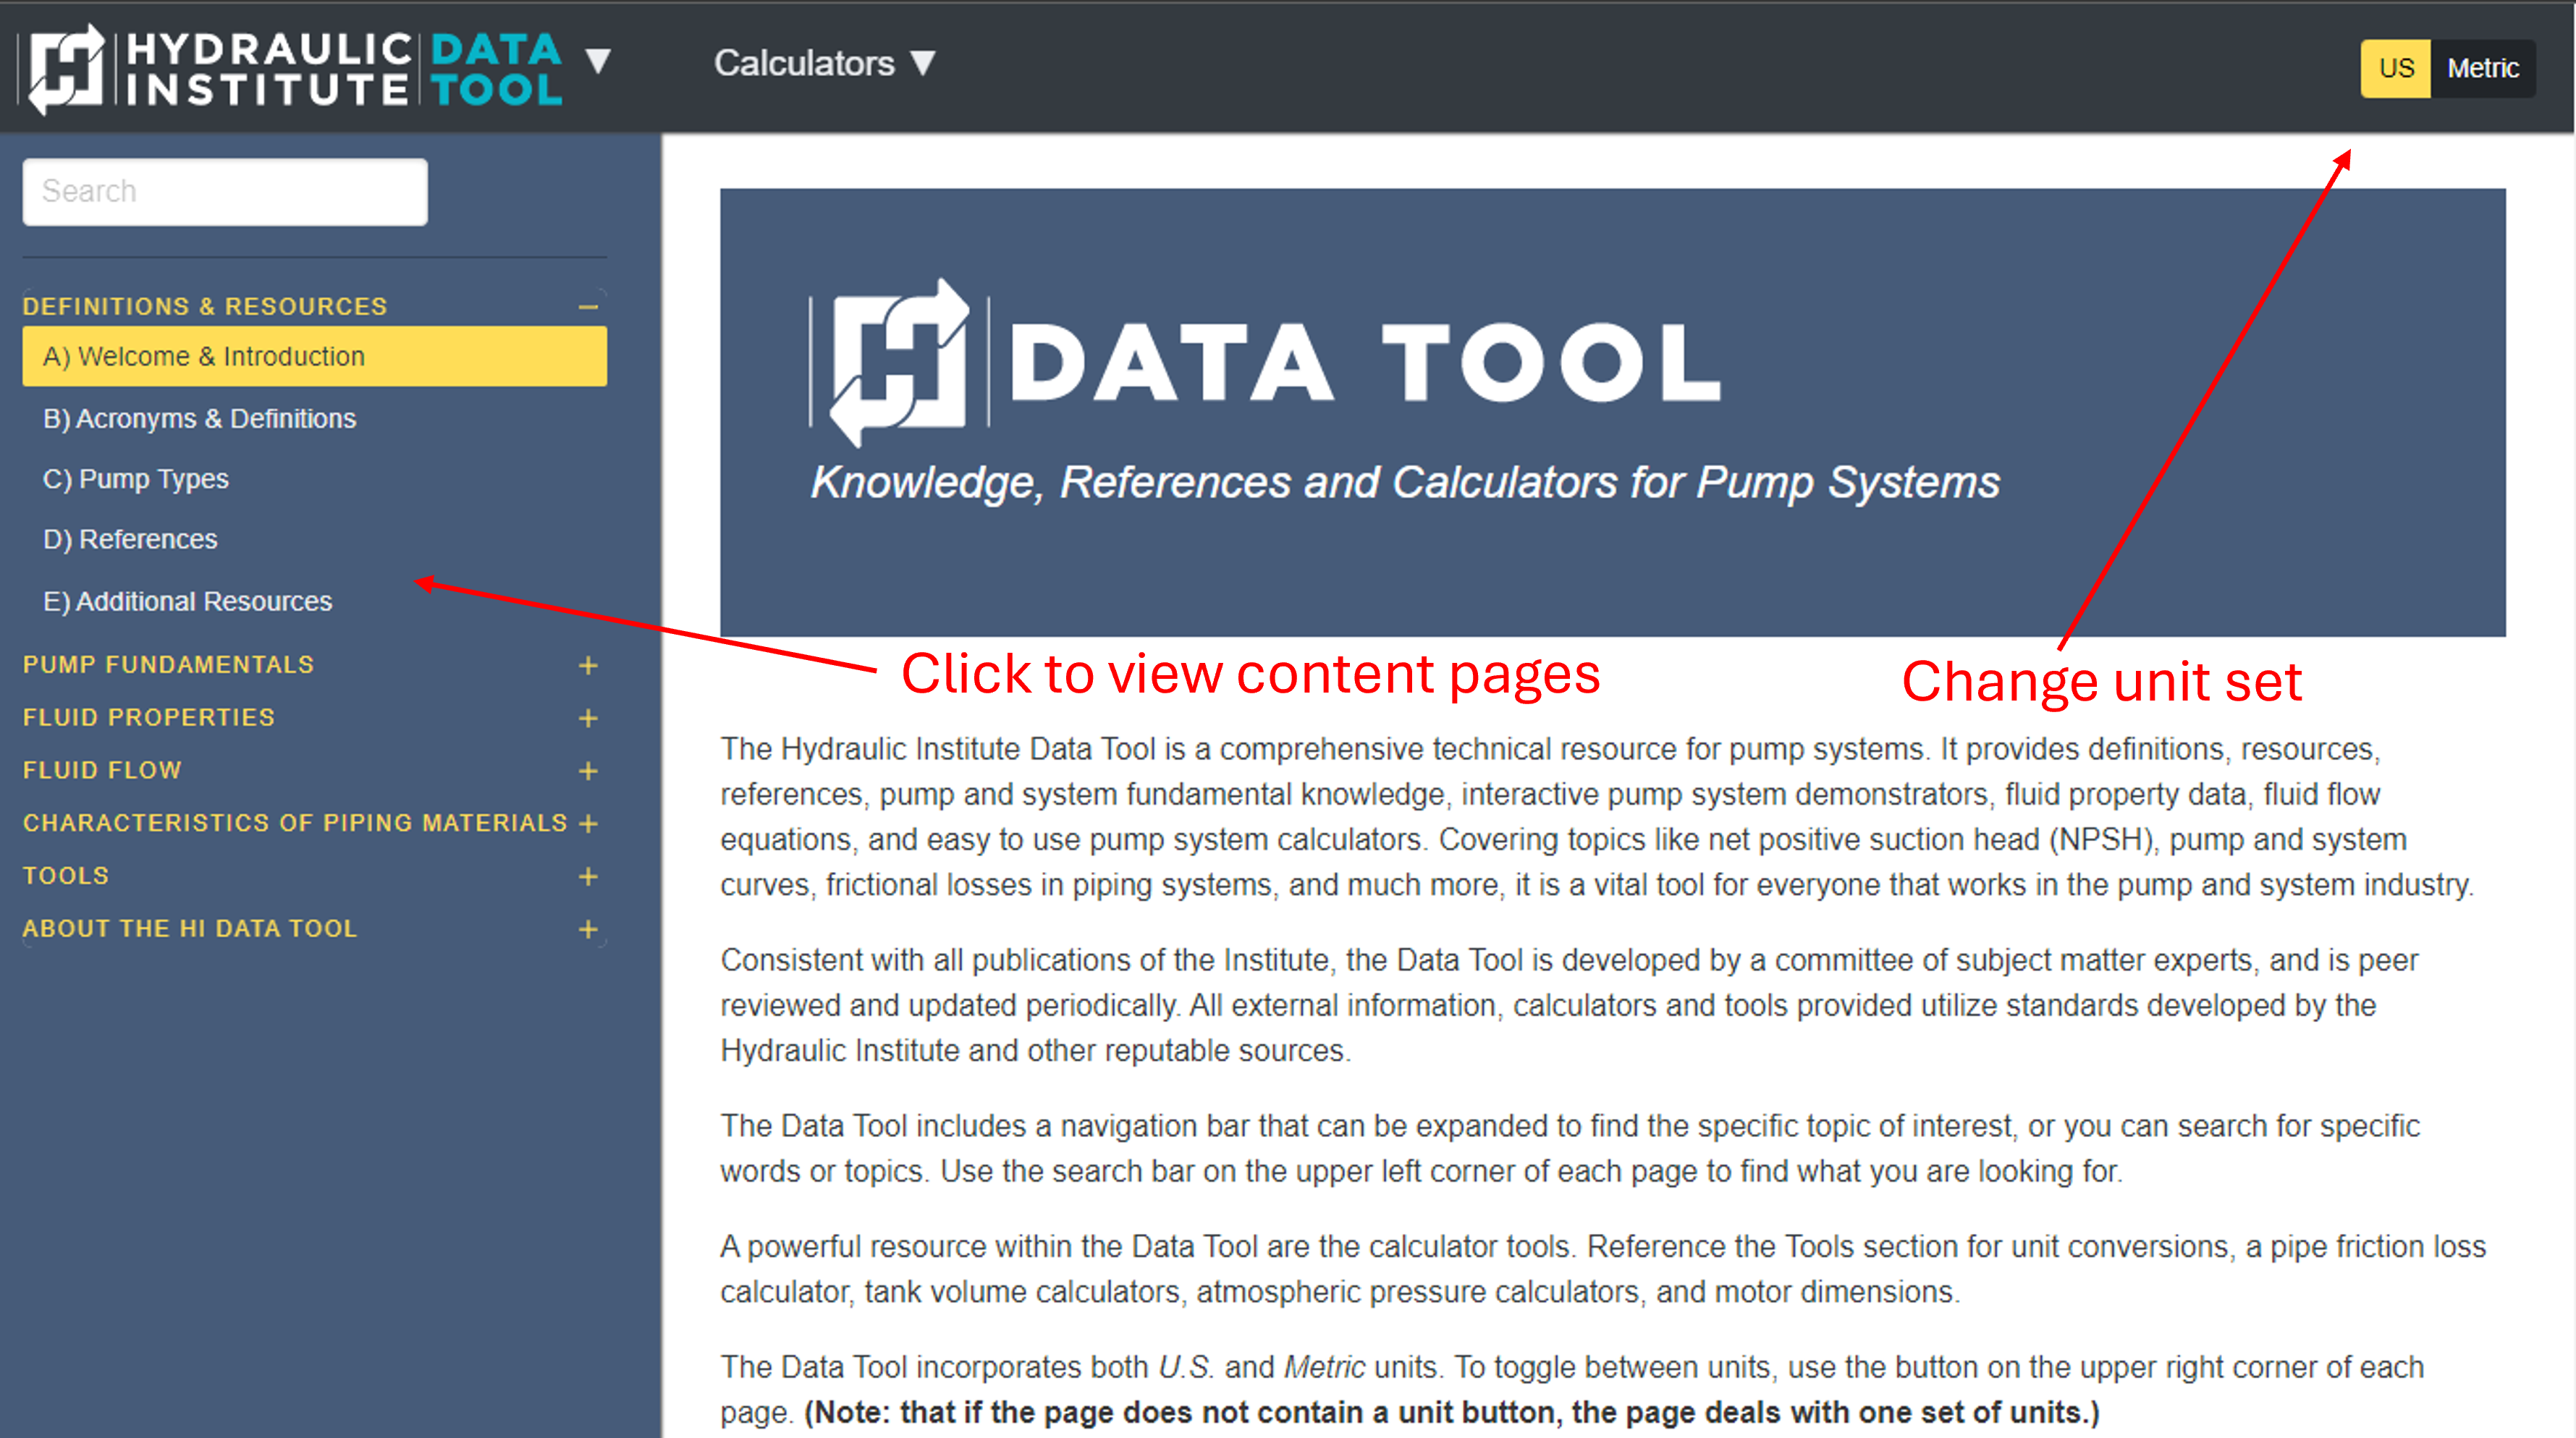 HYDRAULIC INSTITUTE DATA TOOL ▼
Calculators ▼
US Metric
Search
DEFINITIONS & RESOURCES −
A) Welcome & Introduction
B) Acronyms & Definitions
C) Pump Types
D) References
E) Additional Resources
PUMP FUNDAMENTALS +
FLUID PROPERTIES +
FLUID FLOW +
CHARACTERISTICS OF PIPING MATERIALS +
TOOLS +
ABOUT THE HI DATA TOOL +
DATA TOOL
Knowledge, References and Calculators for Pump Systems
Click to view content pages
Change unit set
The Hydraulic Institute Data Tool is a comprehensive technical resource for pump systems. It provides definitions, resources,
references, pump and system fundamental knowledge, interactive pump system demonstrators, fluid property data, fluid flow
equations, and easy to use pump system calculators. Covering topics like net positive suction head (NPSH), pump and system
curves, frictional losses in piping systems, and much more, it is a vital tool for everyone that works in the pump and system industry.
Consistent with all publications of the Institute, the Data Tool is developed by a committee of subject matter experts, and is peer
reviewed and updated periodically. All external information, calculators and tools provided utilize standards developed by the
Hydraulic Institute and other reputable sources.
The Data Tool includes a navigation bar that can be expanded to find the specific topic of interest, or you can search for specific
words or topics. Use the search bar on the upper left corner of each page to find what you are looking for.
A powerful resource within the Data Tool are the calculator tools. Reference the Tools section for unit conversions, a pipe friction loss
calculator, tank volume calculators, atmospheric pressure calculators, and motor dimensions.
The Data Tool incorporates both U.S. and Metric units. To toggle between units, use the button on the upper right corner of each
page. (Note: that if the page does not contain a unit button, the page deals with one set of units.)